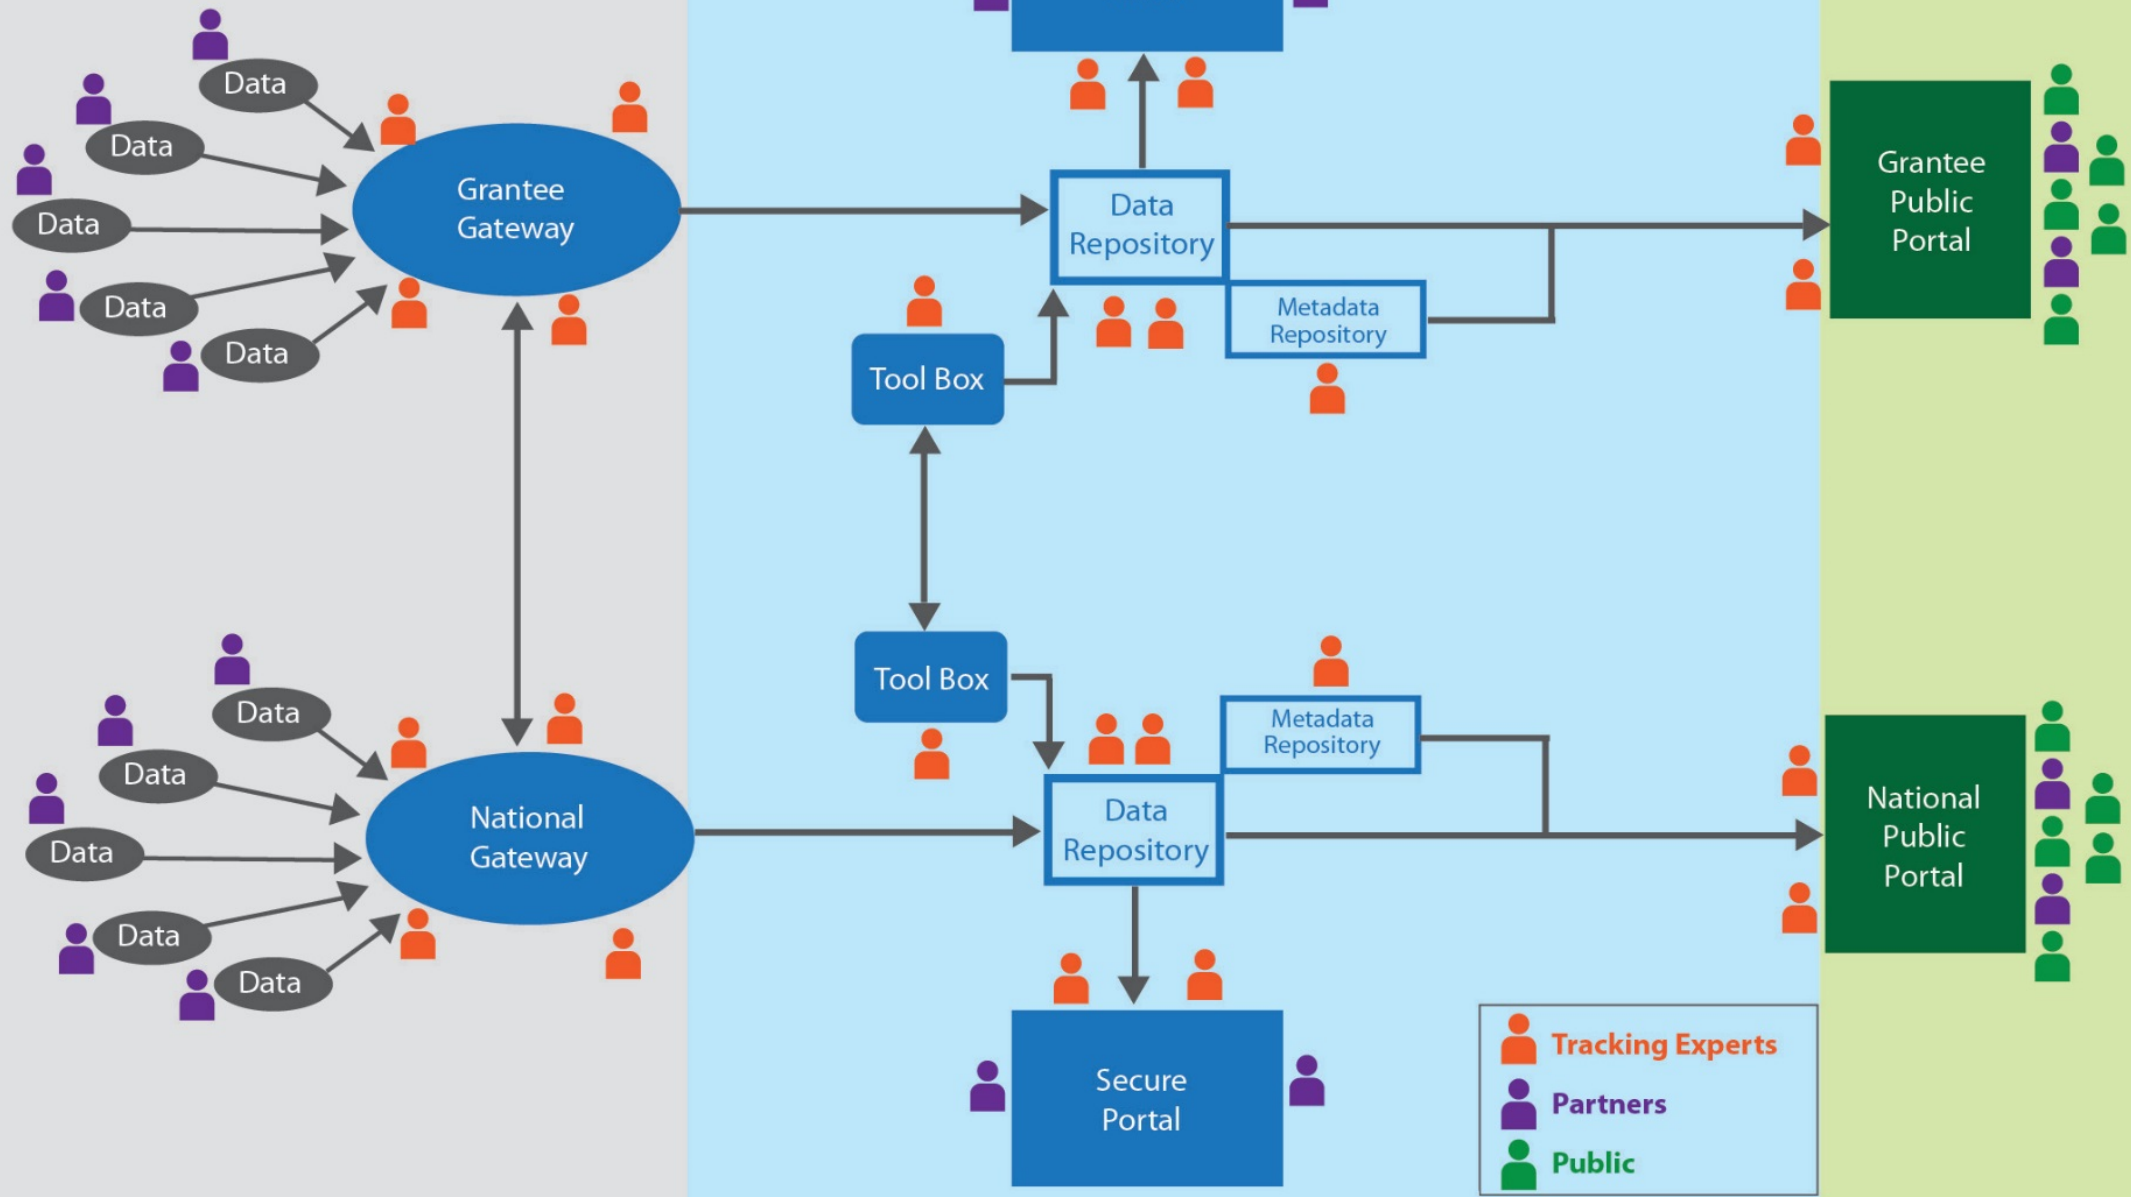 Data
Data
Data
Data
Data
Grantee
Gateway
Data
Repository
Metadata
Repository
Tool Box
Grantee
Public
Portal
Tool Box
Data
Data
Data
Data
Data
National
Gateway
Metadata
Repository
Data
Repository
National
Public
Portal
Secure
Portal
Tracking Experts
Partners
Public